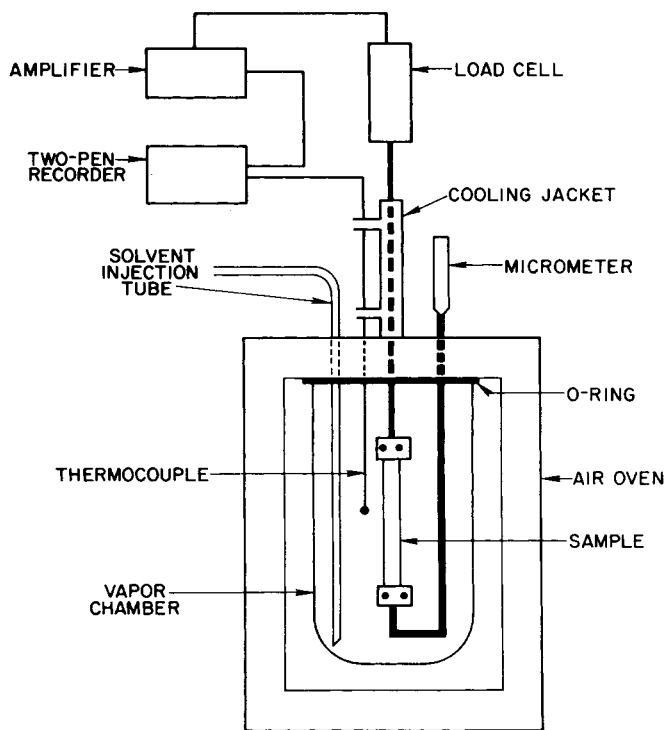 AMPLIFIER
LOAD CELL
TWO-PEN
RECORDER
COOLING JACKET
SOLVENT
INJECTION
TUBE
MICROMETER
O-RING
THERMOCOUPLE
AIR OVEN
SAMPLE
VAPOR
CHAMBER